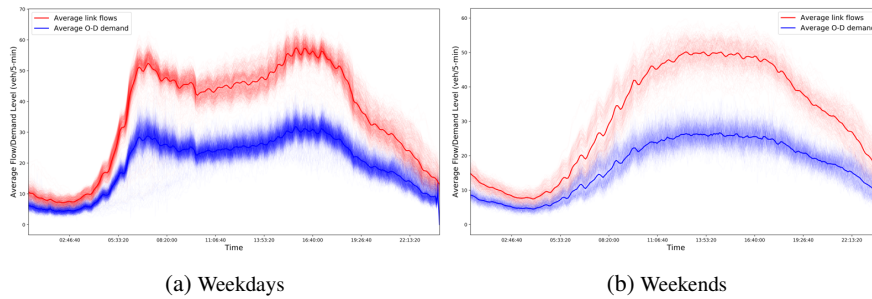 Average link flows
Average O-D demand
Average Flow/Demand Level (veh/5-min)
70
60
50
40
30
20
10
0
02:46:40 05:33:20 08:20:00 11:06:40 13:53:20 16:40:00 19:26:40 22:13:20
Time
(a) Weekdays
Average link flows
Average O-D demand
Average Flow/Demand Level (veh/5-min)
60
50
40
30
20
10
0
02:46:40 05:33:20 08:20:00 11:06:40 13:53:20 16:40:00 19:26:40 22:13:20
Time
(b) Weekends